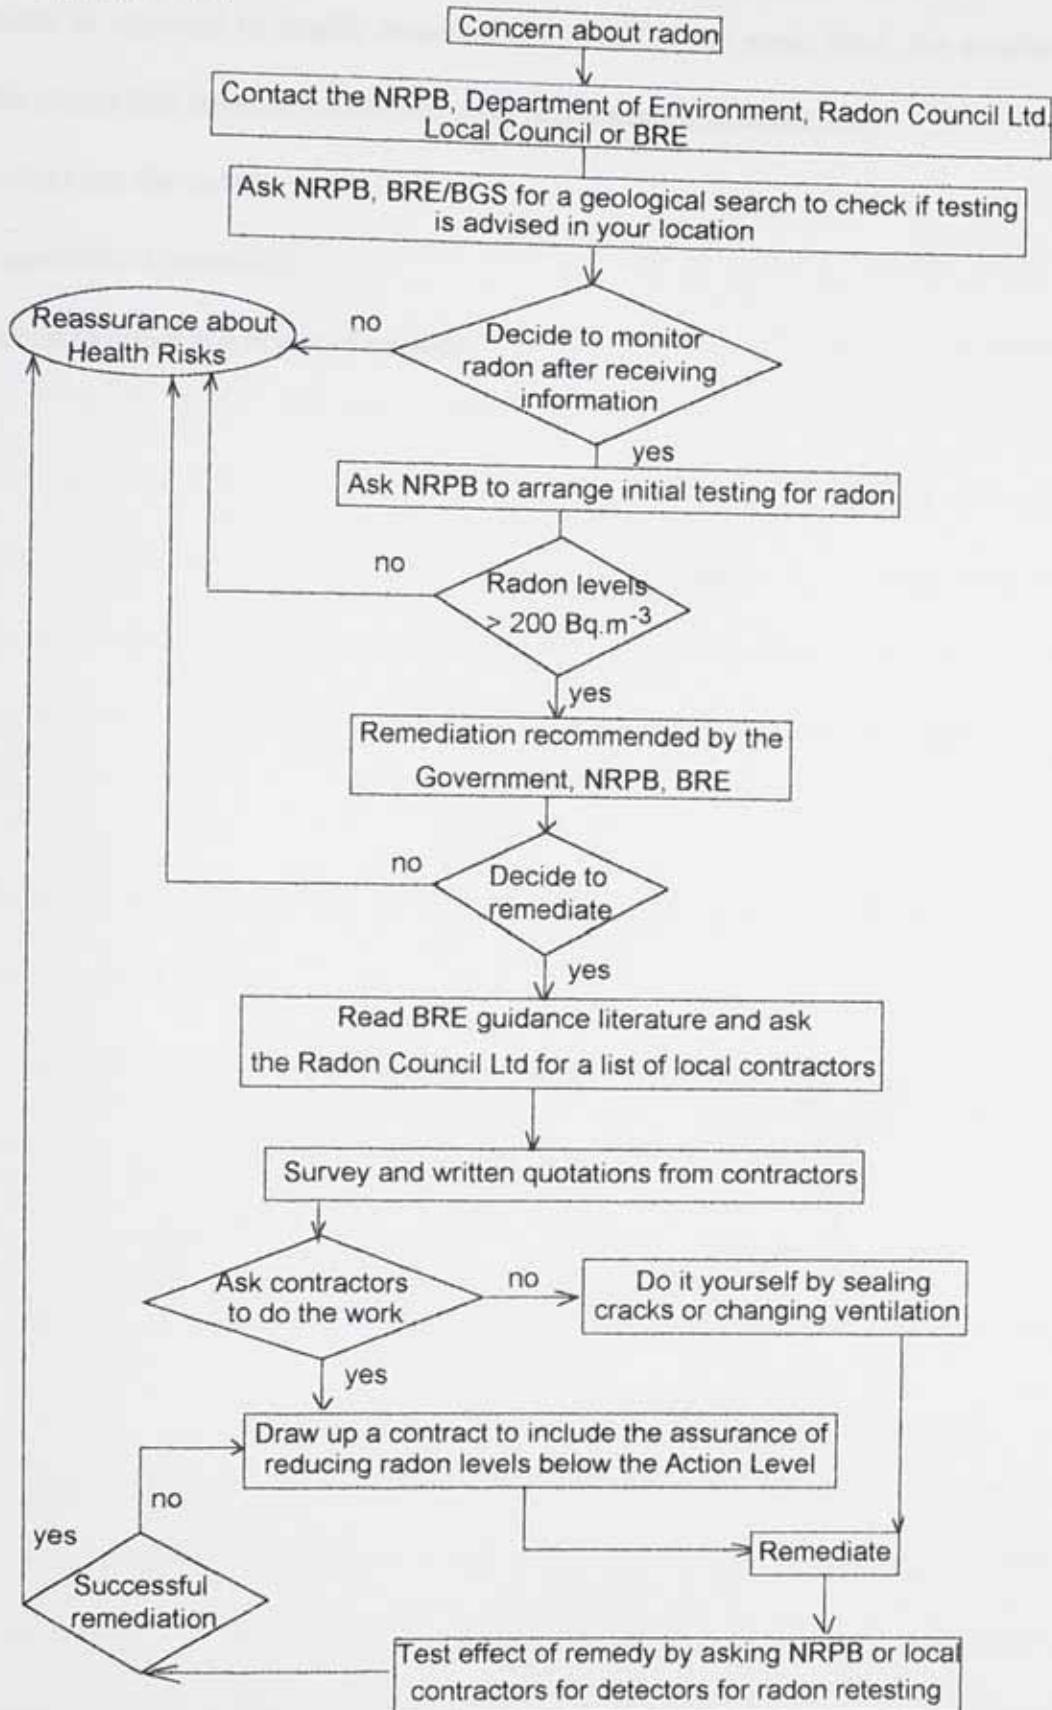 Concern about radon
Contact the NRPB, Department of Environment, Radon Council Ltd,
Local Council or BRE
Ask NRPB, BRE/BGS for a geological search to check if testing
is advised in your location
Reassurance about
Health Risks
no
Decide to monitor
radon after receiving
information
yes
Ask NRPB to arrange initial testing for radon
no
Radon levels
> 200 Bq.m⁻³
yes
Remediation recommended by the
Government, NRPB, BRE
no
Decide to
remediate
yes
Read BRE guidance literature and ask
the Radon Council Ltd for a list of local contractors
Survey and written quotations from contractors
Ask contractors
to do the work
no
Do it yourself by sealing
cracks or changing ventilation
yes
Draw up a contract to include the assurance of
reducing radon levels below the Action Level
no
yes
Remediate
Successful
remediation
Test effect of remedy by asking NRPB or local
contractors for detectors for radon retesting